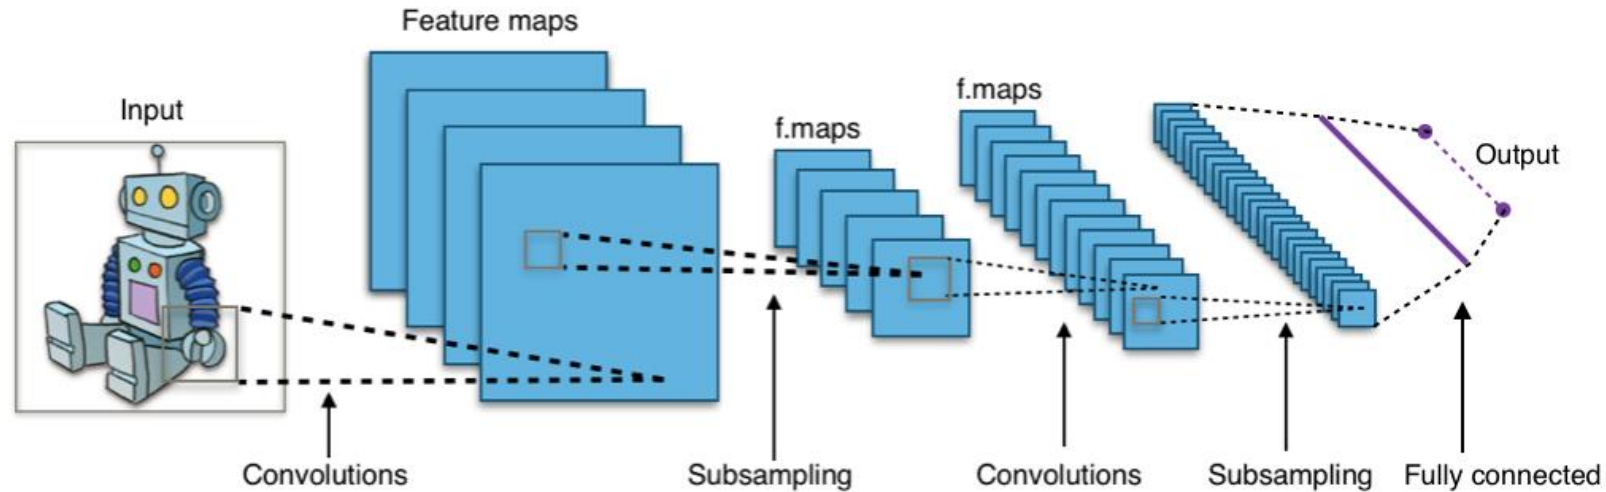 Feature maps
Input
f.maps
f.maps
Output
Convolutions
Subsampling
Convolutions
Subsampling
Fully connected